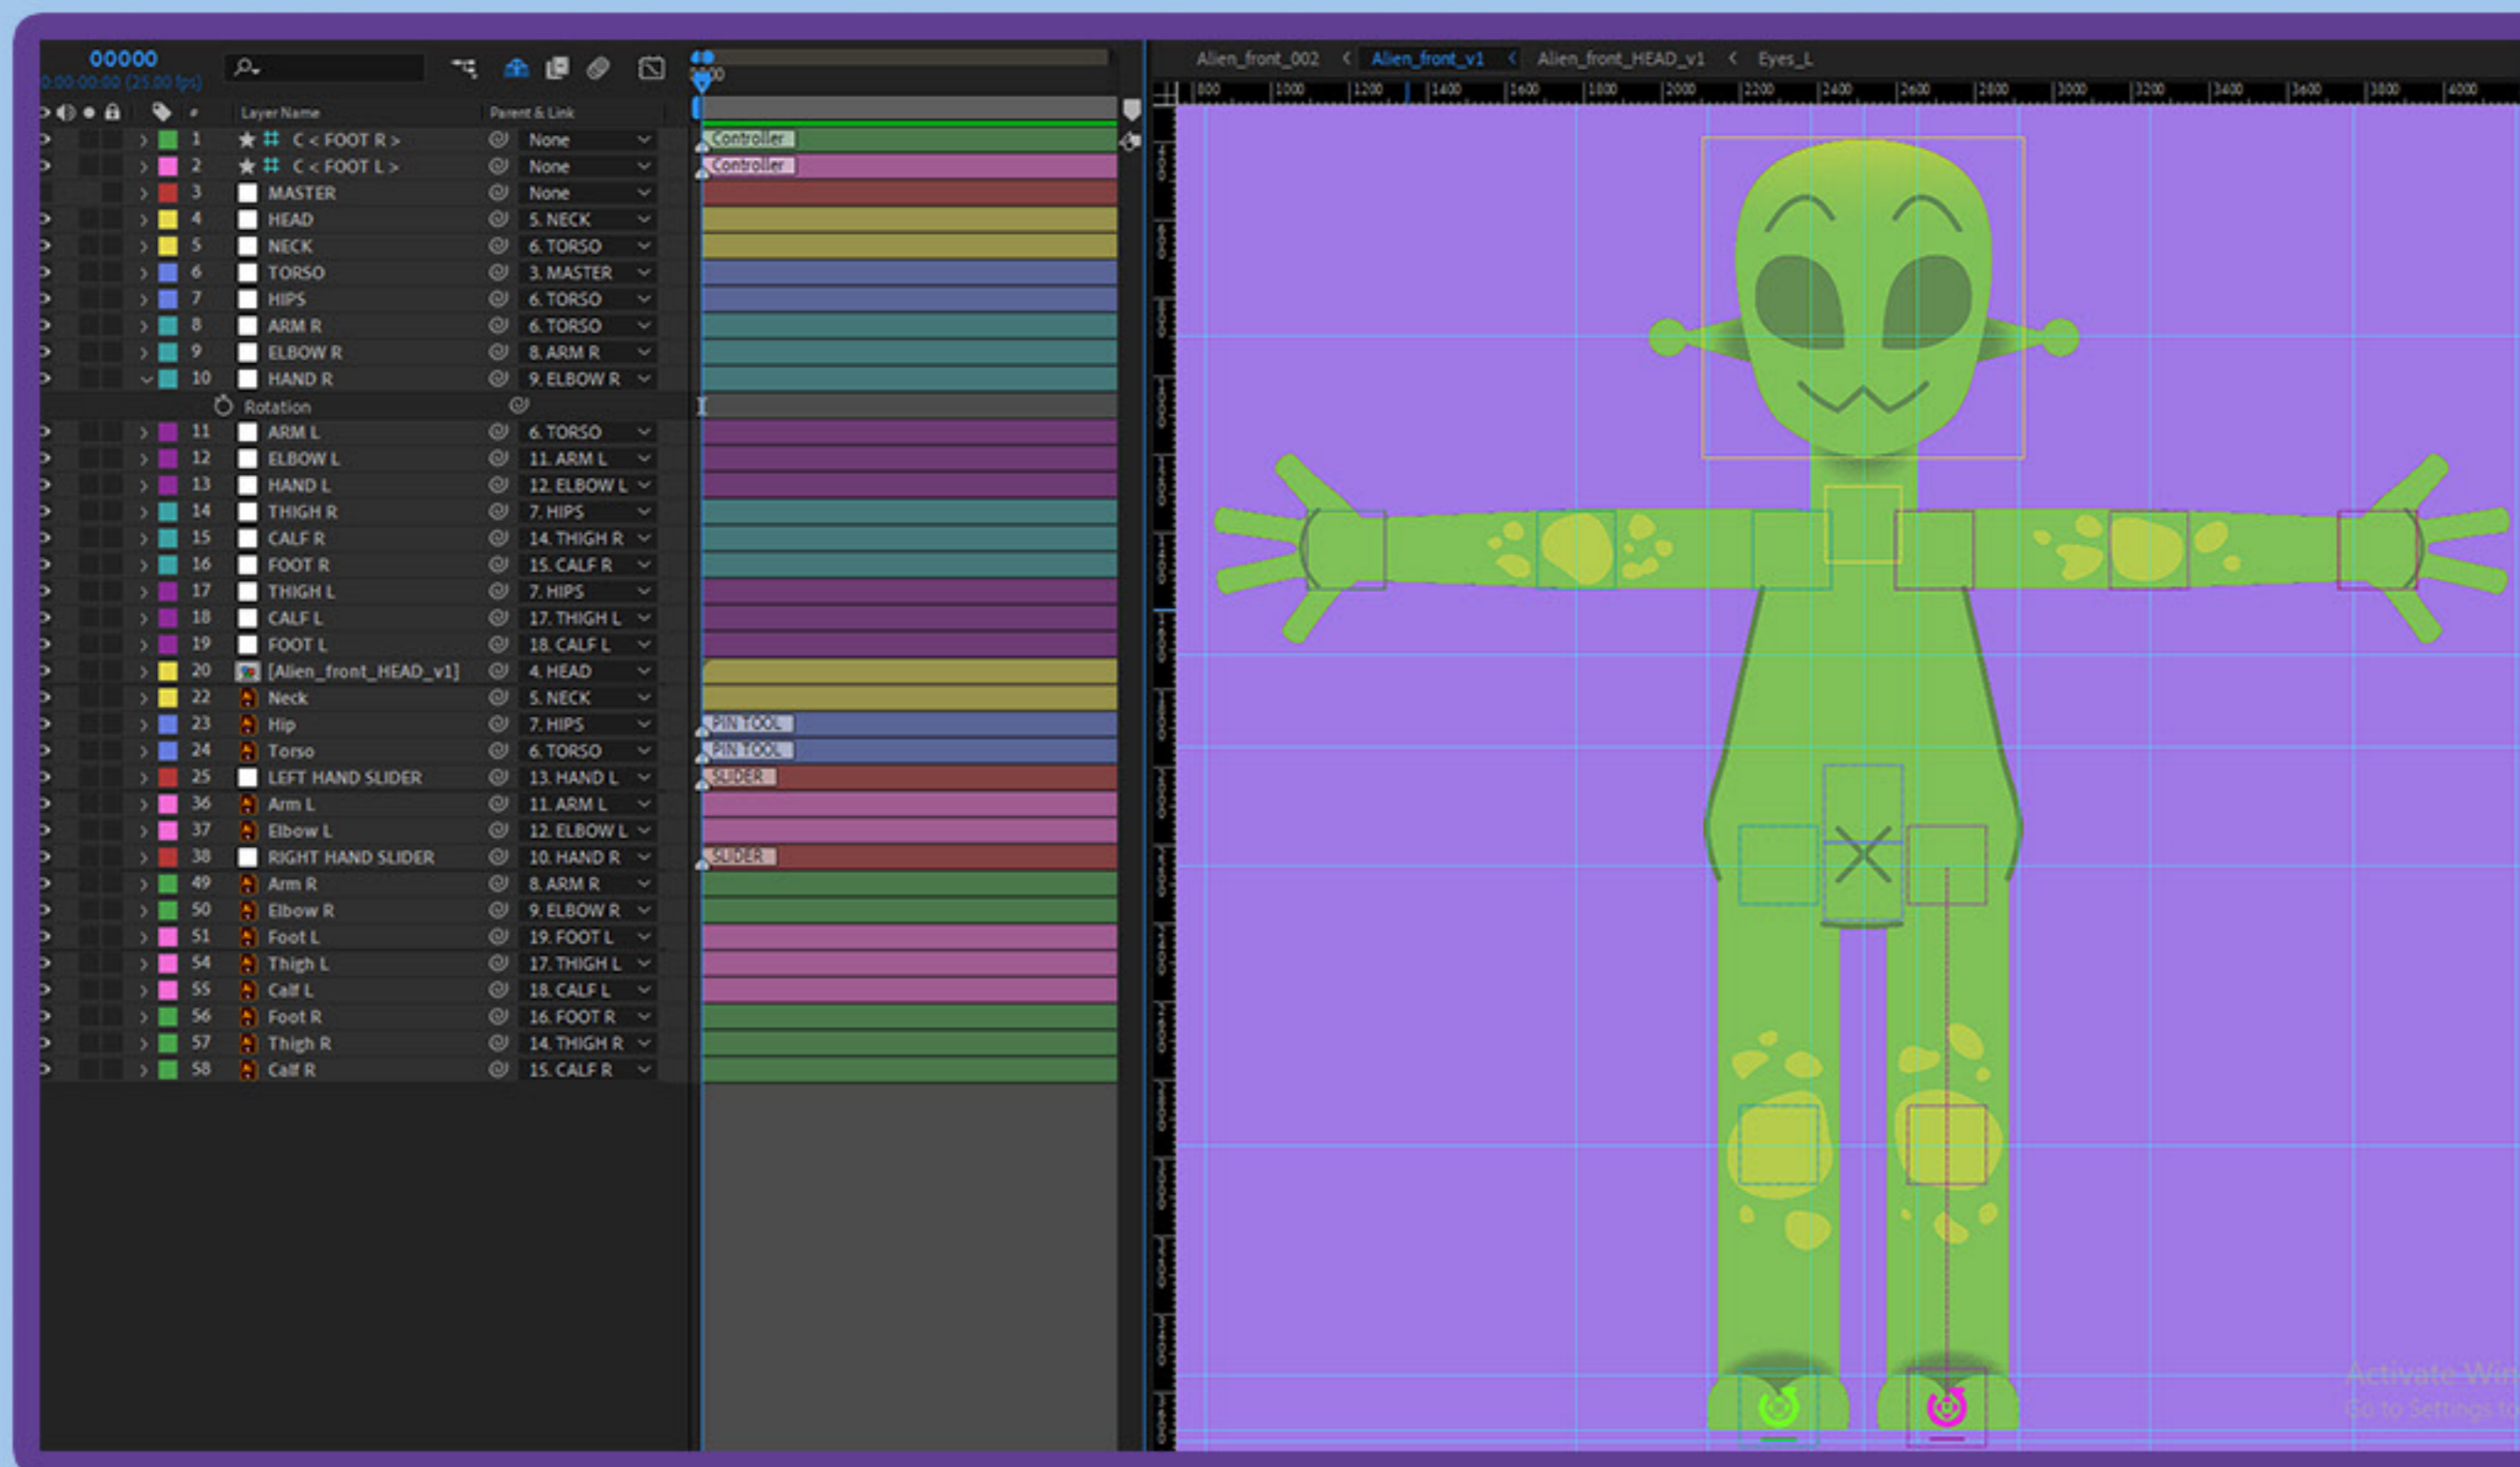 00000
0:00:00:00 (25.00 fps)
# Layer Name Parent & Link
1 C < FOOT R > None Controller
2 C < FOOT L > None Controller
3 MASTER None
4 HEAD 5. NECK
5 NECK 6. TORSO
6 TORSO 3. MASTER
7 HIPS 6. TORSO
8 ARM R 6. TORSO
9 ELBOW R 8. ARM R
10 HAND R 9. ELBOW R
Rotation
11 ARM L 6. TORSO
12 ELBOW L 11. ARM L
13 HAND L 12. ELBOW L
14 THIGH R 7. HIPS
15 CALF R 14. THIGH R
16 FOOT R 15. CALF R
17 THIGH L 7. HIPS
18 CALF L 17. THIGH L
19 FOOT L 18. CALF L
20 [Alien_front_HEAD_v1] 4. HEAD
22 Neck 5. NECK
23 Hip 7. HIPS PIN TOOL
24 Torso 6. TORSO PIN TOOL
25 LEFT HAND SLIDER 13. HAND L SLIDER
36 Arm L 11. ARM L
37 Elbow L 12. ELBOW L
38 RIGHT HAND SLIDER 10. HAND R SLIDER
49 Arm R 8. ARM R
50 Elbow R 9. ELBOW R
51 Foot L 19. FOOT L
54 Thigh L 17. THIGH L
55 Calf L 18. CALF L
56 Foot R 16. FOOT R
57 Thigh R 14. THIGH R
58 Calf R 15. CALF R
Alien_front_002 < Alien_front_v1 < Alien_front_HEAD_v1 < Eyes_L
800 1000 1200 1400 1600 1800 2000 2200 2400 2600 2800 3000 3200 3400 3600 3800 4000
Activate Win
Go to Settings to